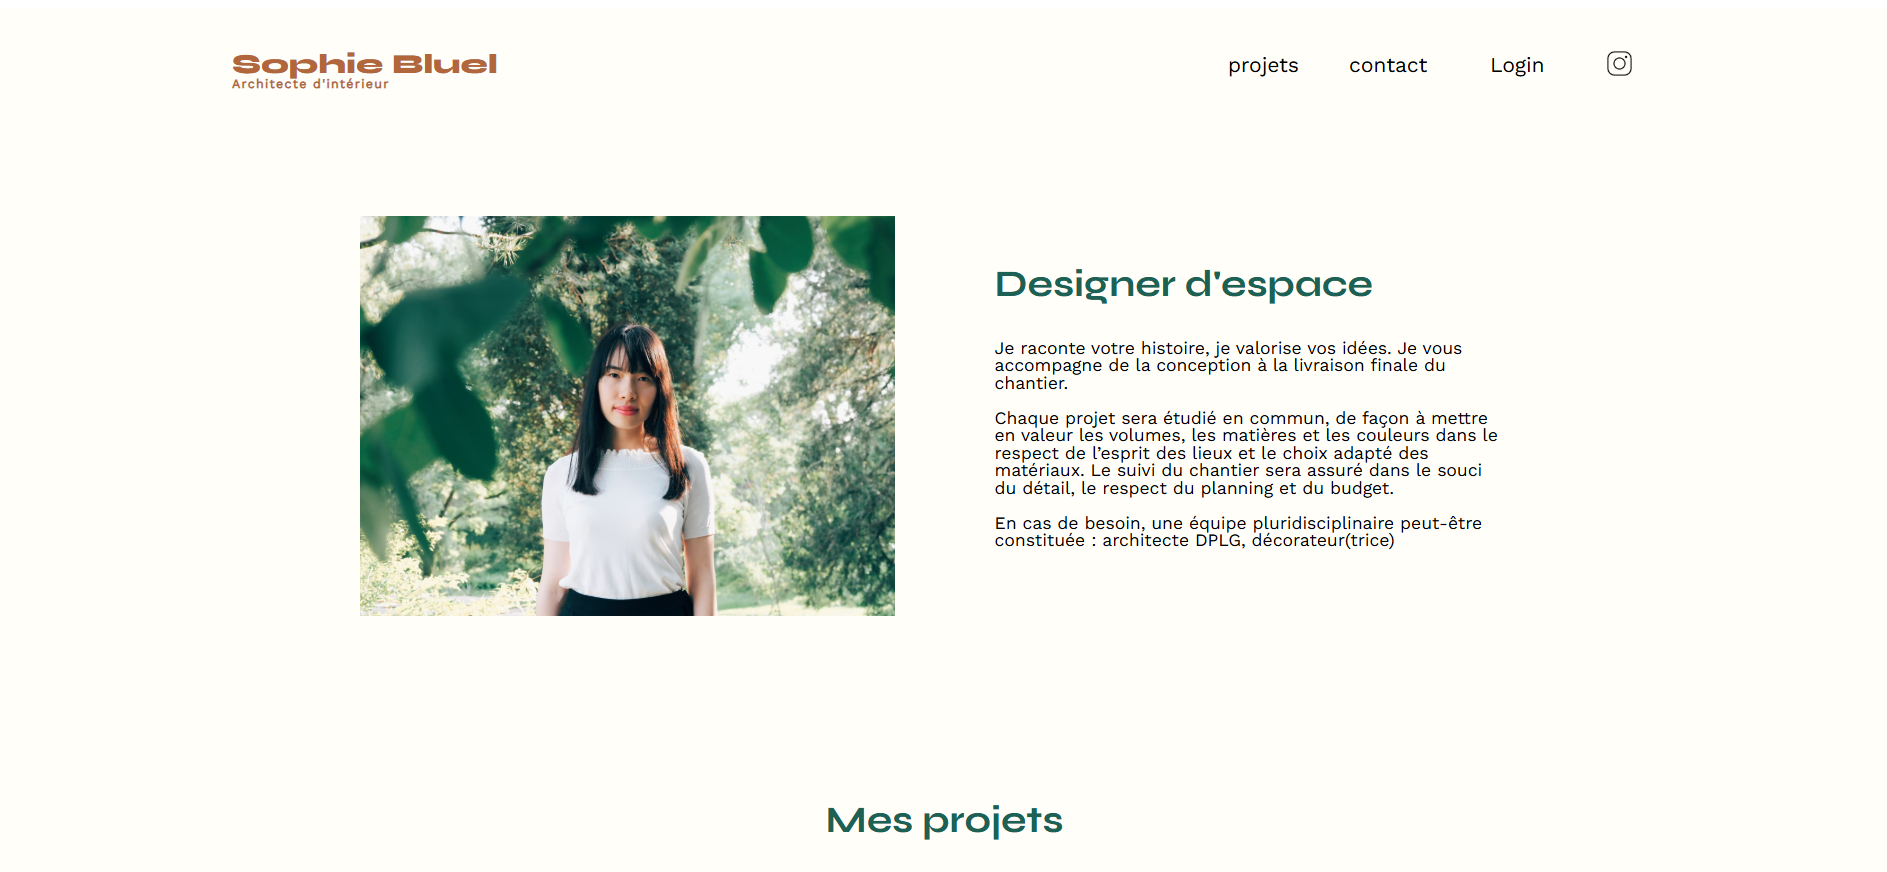 Sophie Bluel
Architecte d'intérieur
projets
contact
Login
Designer d'espace
Je raconte votre histoire, je valorise vos idées. Je vous
accompagne de la conception à la livraison finale du
chantier.
Chaque projet sera étudié en commun, de façon à mettre
en valeur les volumes, les matières et les couleurs dans le
respect de l’esprit des lieux et le choix adapté des
matériaux. Le suivi du chantier sera assuré dans le souci
du détail, le respect du planning et du budget.
En cas de besoin, une équipe pluridisciplinaire peut-être
constituée : architecte DPLG, décorateur(trice)
Mes projets